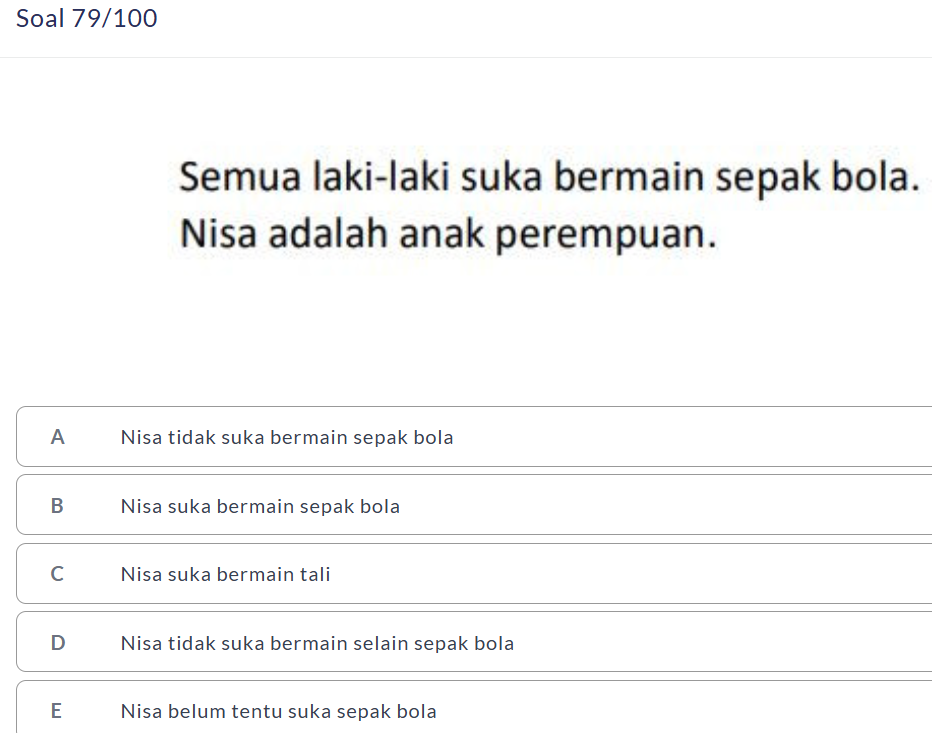 Soal 79/100
Semua laki-laki suka bermain sepak bola.
Nisa adalah anak perempuan.
A Nisa tidak suka bermain sepak bola
B Nisa suka bermain sepak bola
C Nisa suka bermain tali
D Nisa tidak suka bermain selain sepak bola
E Nisa belum tentu suka sepak bola